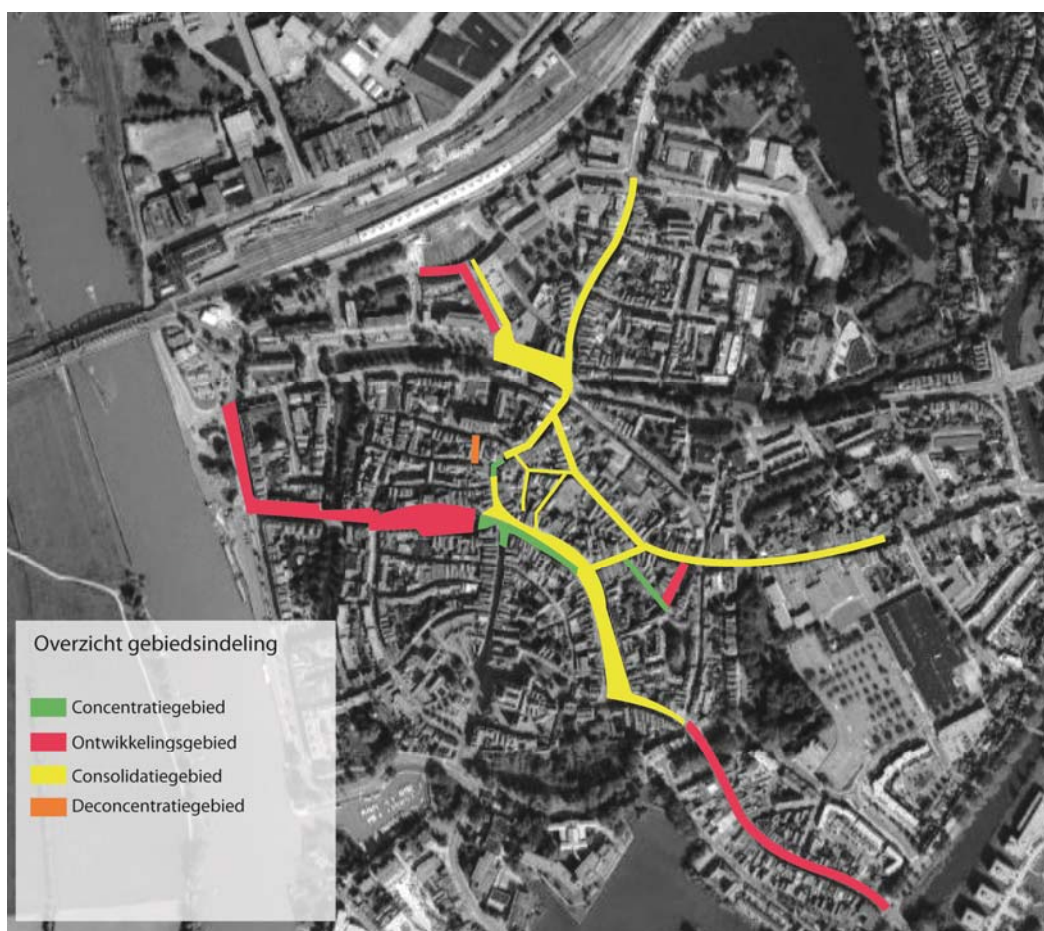 Overzicht gebiedsindeling
Concentratiegebied
Ontwikkelingsgebied
Consolidatiegebied
Deconcentratiegebied